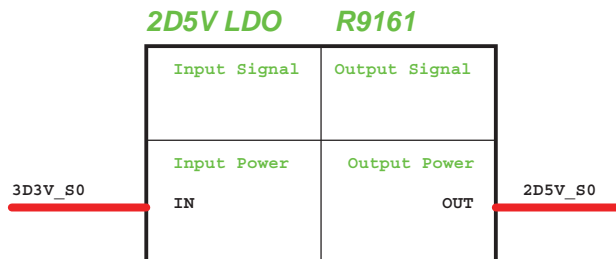 2D5V LDO R9161
Input Signal Output Signal
Input Power Output Power
3D3V_S0 IN OUT 2D5V_S0